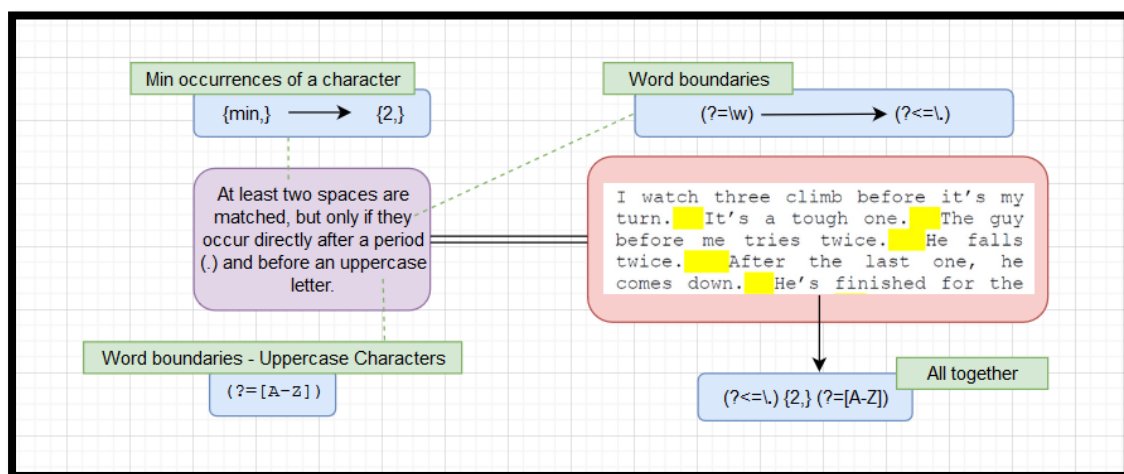 Min occurrences of a character
{min,} {2,}
Word boundaries
(?=\w) (?<=\.)
At least two spaces are
matched, but only if they
occur directly after a period
(.) and before an uppercase
letter.
I watch three climb before it's my
turn. It's a tough one. The guy
before me tries twice. He falls
twice. After the last one, he
comes down. He's finished for the
Word boundaries - Uppercase Characters
(?=[A-Z])
All together
(?<=\.) {2,} (?=[A-Z])